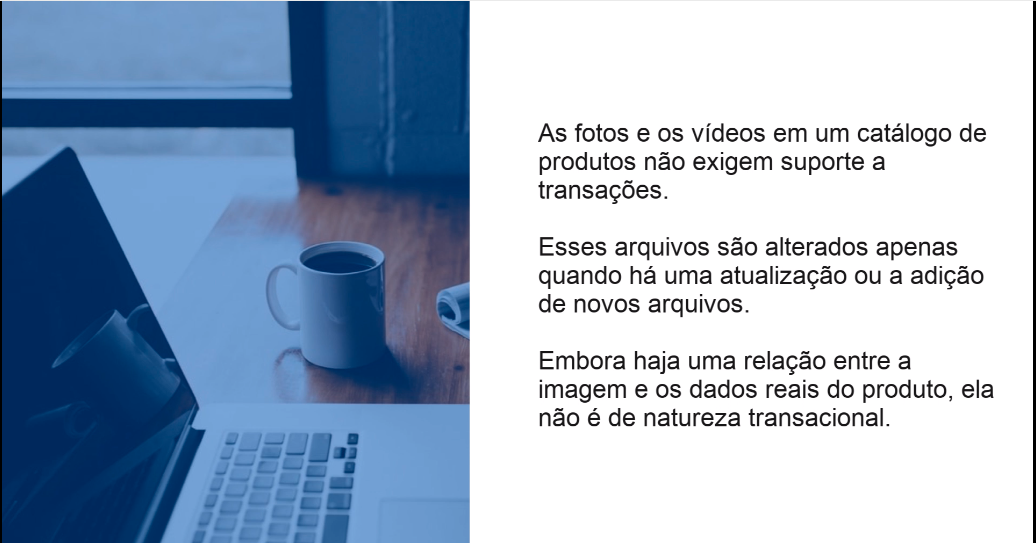 As fotos e os vídeos em um catálogo de
produtos não exigem suporte a
transações.
Esses arquivos são alterados apenas
quando há uma atualização ou a adição
de novos arquivos.
Embora haja uma relação entre a
imagem e os dados reais do produto, ela
não é de natureza transacional.